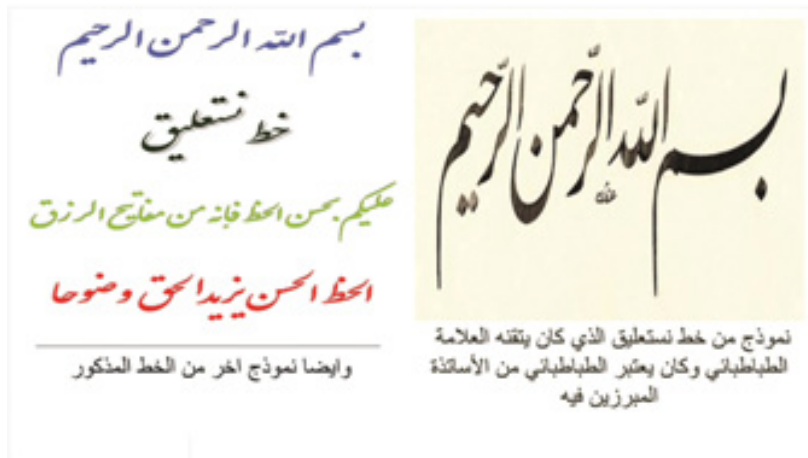 بسم الله الرحمن الرحيم
نموذج من خط نستعليق الذي كان يتقنه العلامة
الطباطبائي وكان يعتبر الطباطبائي من الأساتذة
المبرزين فيه
بسم الله الرحمن الرحيم
خط نستعليق
عليكم بحسن الخط فإنه من مفاتيح الرزق
الخط الحسن يزيد الحق وضوحا
وايضا نموذج اخر من الخط المذكور